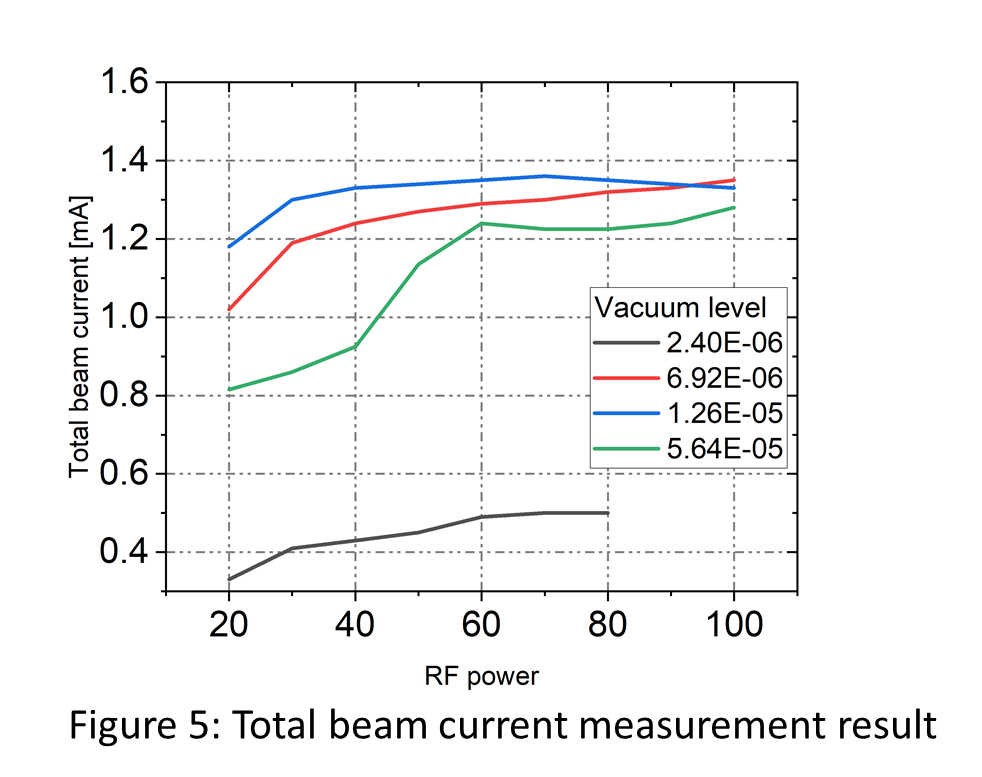 1.6
1.4
1.2
1.0
0.8
0.6
0.4
Total beam current [mA]
Vacuum level
2.40E-06
6.92E-06
1.26E-05
5.64E-05
20 40 60 80 100
RF power
Figure 5: Total beam current measurement result